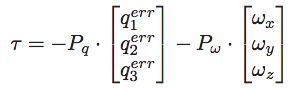 τ = −P_q · [q_1^{err} q_2^{err} q_3^{err}] − P_ω · [ω_x ω_y ω_z]